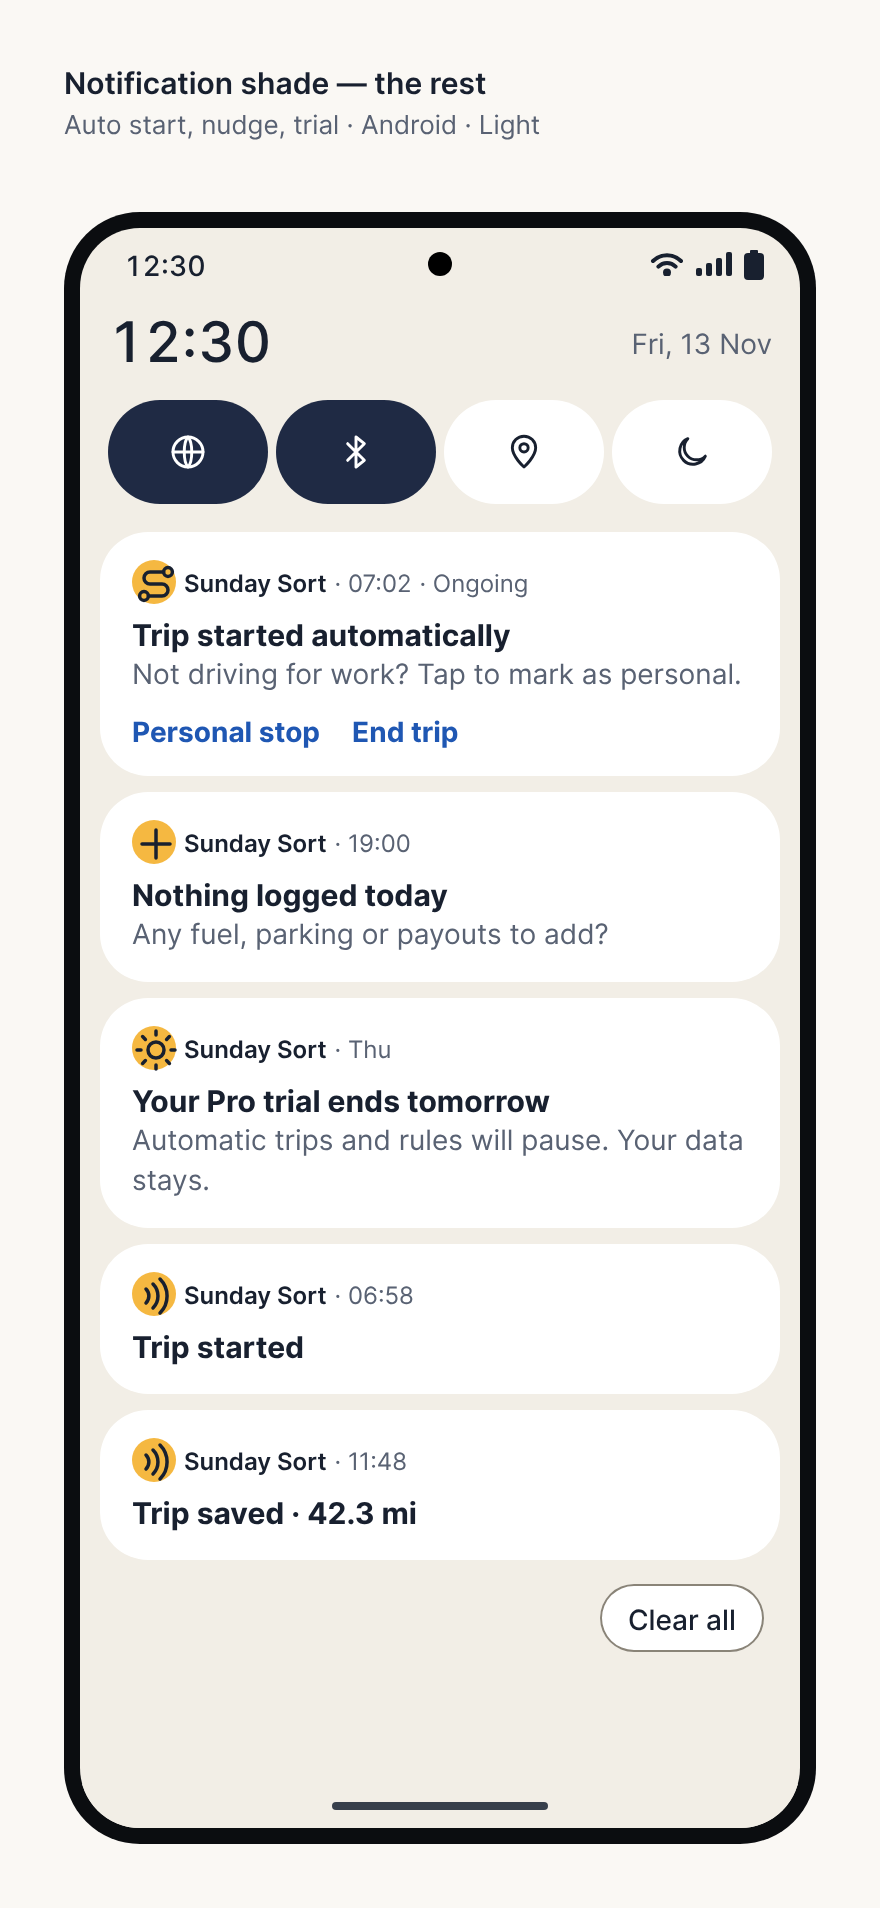 Notification shade — the rest
Auto start, nudge, trial · Android · Light
12:30
12:30
Fri, 13 Nov
Sunday Sort · 07:02 · Ongoing
Trip started automatically
Not driving for work? Tap to mark as personal.
Personal stop End trip
Sunday Sort · 19:00
Nothing logged today
Any fuel, parking or payouts to add?
Sunday Sort · Thu
Your Pro trial ends tomorrow
Automatic trips and rules will pause. Your data
stays.
Sunday Sort · 06:58
Trip started
Sunday Sort · 11:48
Trip saved · 42.3 mi
Clear all